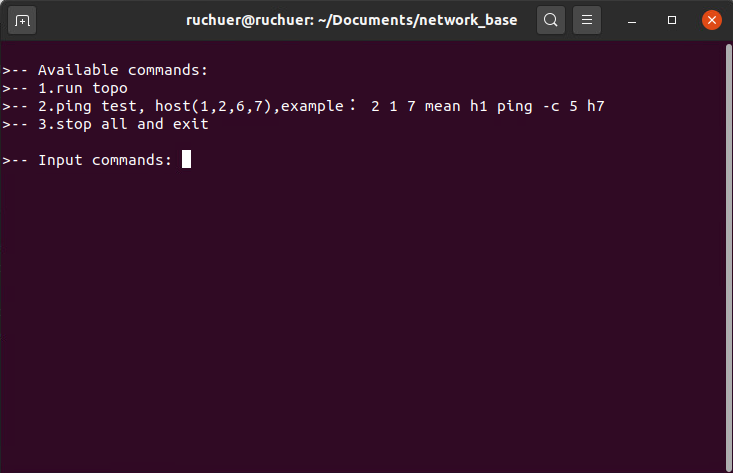 ruchuer@ruchuer: ~/Documents/network_base
>-- Available commands:
>-- 1.run topo
>-- 2.ping test, host(1,2,6,7),example： 2 1 7 mean h1 ping -c 5 h7
>-- 3.stop all and exit
>-- Input commands: